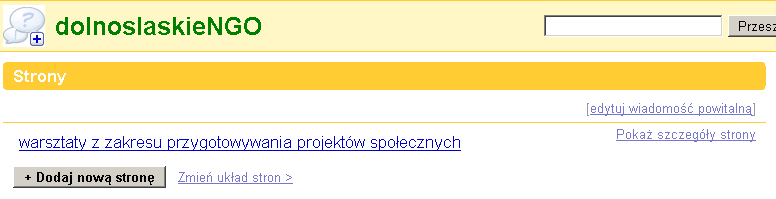 dolnoslaskieNGO
Przesz
Strony
[edytuj wiadomość powitalną]
warsztaty z zakresu przygotowywania projektów społecznych
Pokaż szczegóły strony
+ Dodaj nową stronę
Zmień układ stron >